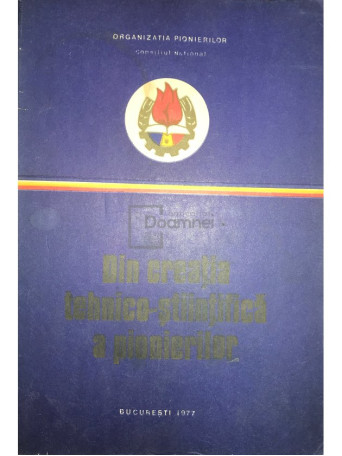 ORGANIZAȚIA PIONIERILOR
Consiliul Național
Doamnei
Din creația
tehnico-științifică
a pionierilor
BUCUREȘTI 1977